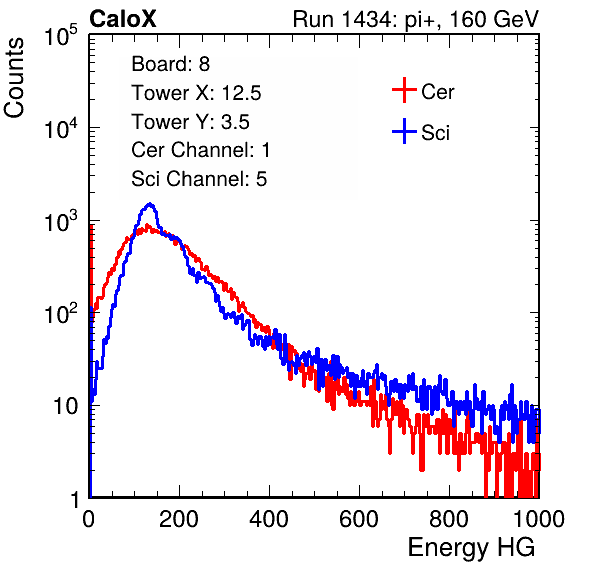 CaloX Run 1434: pi+, 160 GeV
Counts
10^5
10^4
10^3
10^2
10
1
Board: 8
Tower X: 12.5
Tower Y: 3.5
Cer Channel: 1
Sci Channel: 5
Cer
Sci
0 200 400 600 800 1000
Energy HG